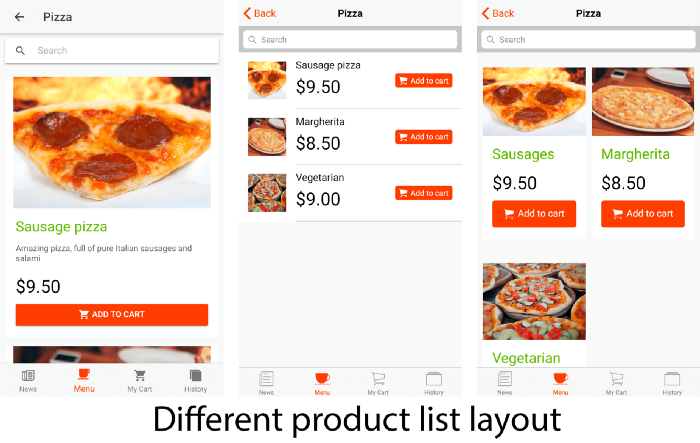 Pizza
Search
Sausage pizza
Amazing pizza, full of pure Italian sausages and
salami
$9.50
ADD TO CART
News
Menu
My Cart
History
Back
Pizza
Search
Sausage pizza
$9.50
Add to cart
Margherita
$8.50
Add to cart
Vegetarian
$9.00
Add to cart
News
Menu
My Cart
History
Back
Pizza
Search
Sausages
$9.50
Add to cart
Margherita
$8.50
Add to cart
Vegetarian
News
Menu
My Cart
History
Different product list layout